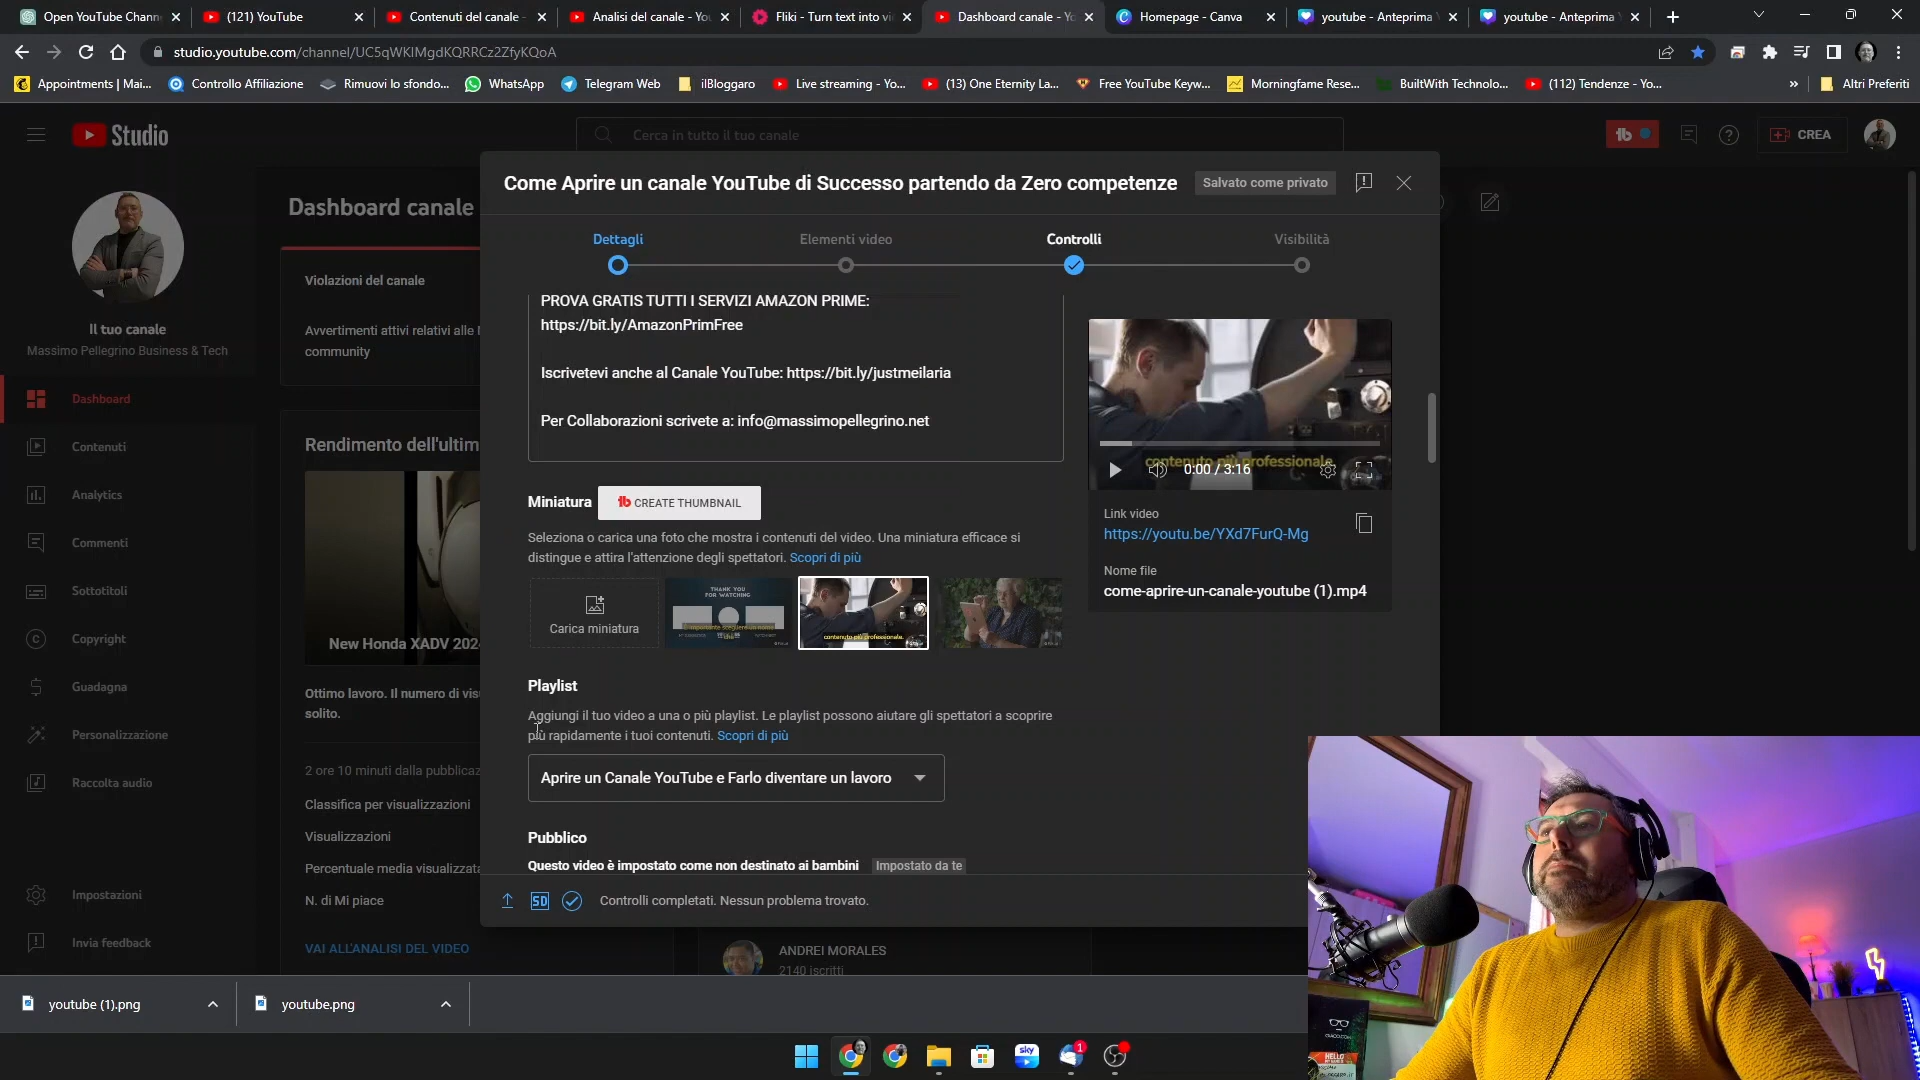 Open YouTube Chann
(121) YouTube
Contenuti del canale -
Analisi del canale - Yo
Fliki - Turn text into vi
Dashboard canale - Yo
Homepage - Canva
youtube - Anteprima
youtube - Anteprima
studio.youtube.com/channel/UC5qWKlMgdKQRRCz2ZfyKQoA
Appointments | Mai...
Controllo Affiliazione
Rimuovi lo sfondo...
WhatsApp
Telegram Web
ilBloggaro
Live streaming - Yo...
(13) One Eternity La...
Free YouTube Keyw...
Morningfame Rese...
BuiltWith Technolo...
(112) Tendenze - Yo...
»
Altri Preferiti
Studio
Cerca in tutto il tuo canale
CREA
Il tuo canale
Massimo Pellegrino Business & Tech
Dashboard
Contenuti
Analytics
Commenti
Sottotitoli
Copyright
Guadagna
Personalizzazione
Raccolta audio
Impostazioni
Invia feedback
Dashboard canale
Violazioni del canale
Avvertimenti attivi relativi alle
community
Rendimento dell'ultim
New Honda XADV 202
Ottimo lavoro. Il numero di vis
solito.
2 ore 10 minuti dalla pubblicaz
Classifica per visualizzazioni
Visualizzazioni
Percentuale media visualizzata
N. di Mi piace
VAI ALL'ANALISI DEL VIDEO
Come Aprire un canale YouTube di Successo partendo da Zero competenze
Salvato come privato
Dettagli
Elementi video
Controlli
Visibilità
PROVA GRATIS TUTTI I SERVIZI AMAZON PRIME:
https://bit.ly/AmazonPrimFree
Iscrivetevi anche al Canale YouTube: https://bit.ly/justmeilaria
Per Collaborazioni scrivete a: info@massimopellegrino.net
Miniatura
CREATE THUMBNAIL
Seleziona o carica una foto che mostra i contenuti del video. Una miniatura efficace si
distingue e attira l'attenzione degli spettatori. Scopri di più
Carica miniatura
THANK YOU
FOR WATCHING
contenuto più professionale.
Playlist
Aggiungi il tuo video a una o più playlist. Le playlist possono aiutare gli spettatori a scoprire
più rapidamente i tuoi contenuti. Scopri di più
Aprire un Canale YouTube e Farlo diventare un lavoro
Pubblico
Questo video è impostato come non destinato ai bambini
Impostato da te
SD
Controlli completati. Nessun problema trovato.
contenuto più professionale.
0:00 / 3:16
Link video
https://youtu.be/YXd7FurQ-Mg
Nome file
come-aprire-un-canale-youtube (1).mp4
ANDREI MORALES
2140 iscritti
youtube (1).png
youtube.png
sky
1
HELLO